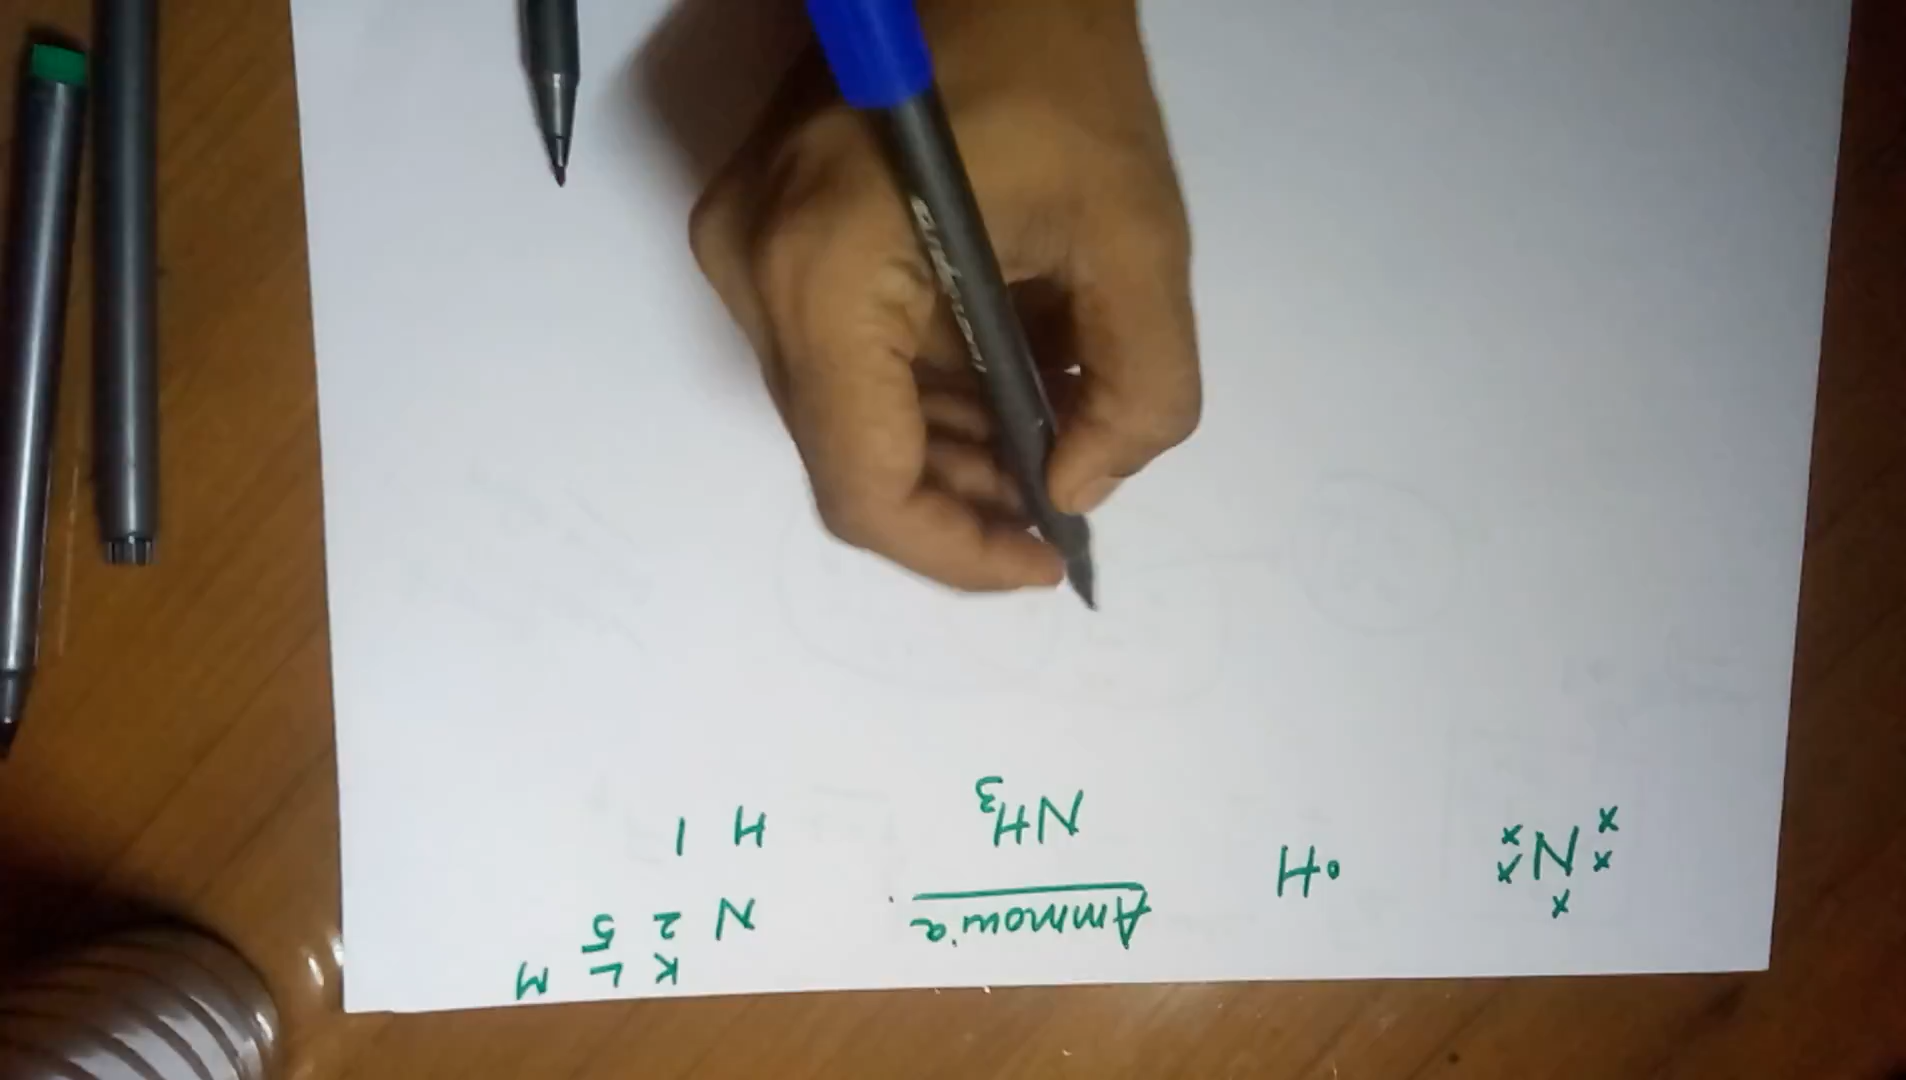 Ammonia
NH₃
K L M
N 2 5
H 1
°H
x
x N x
x x